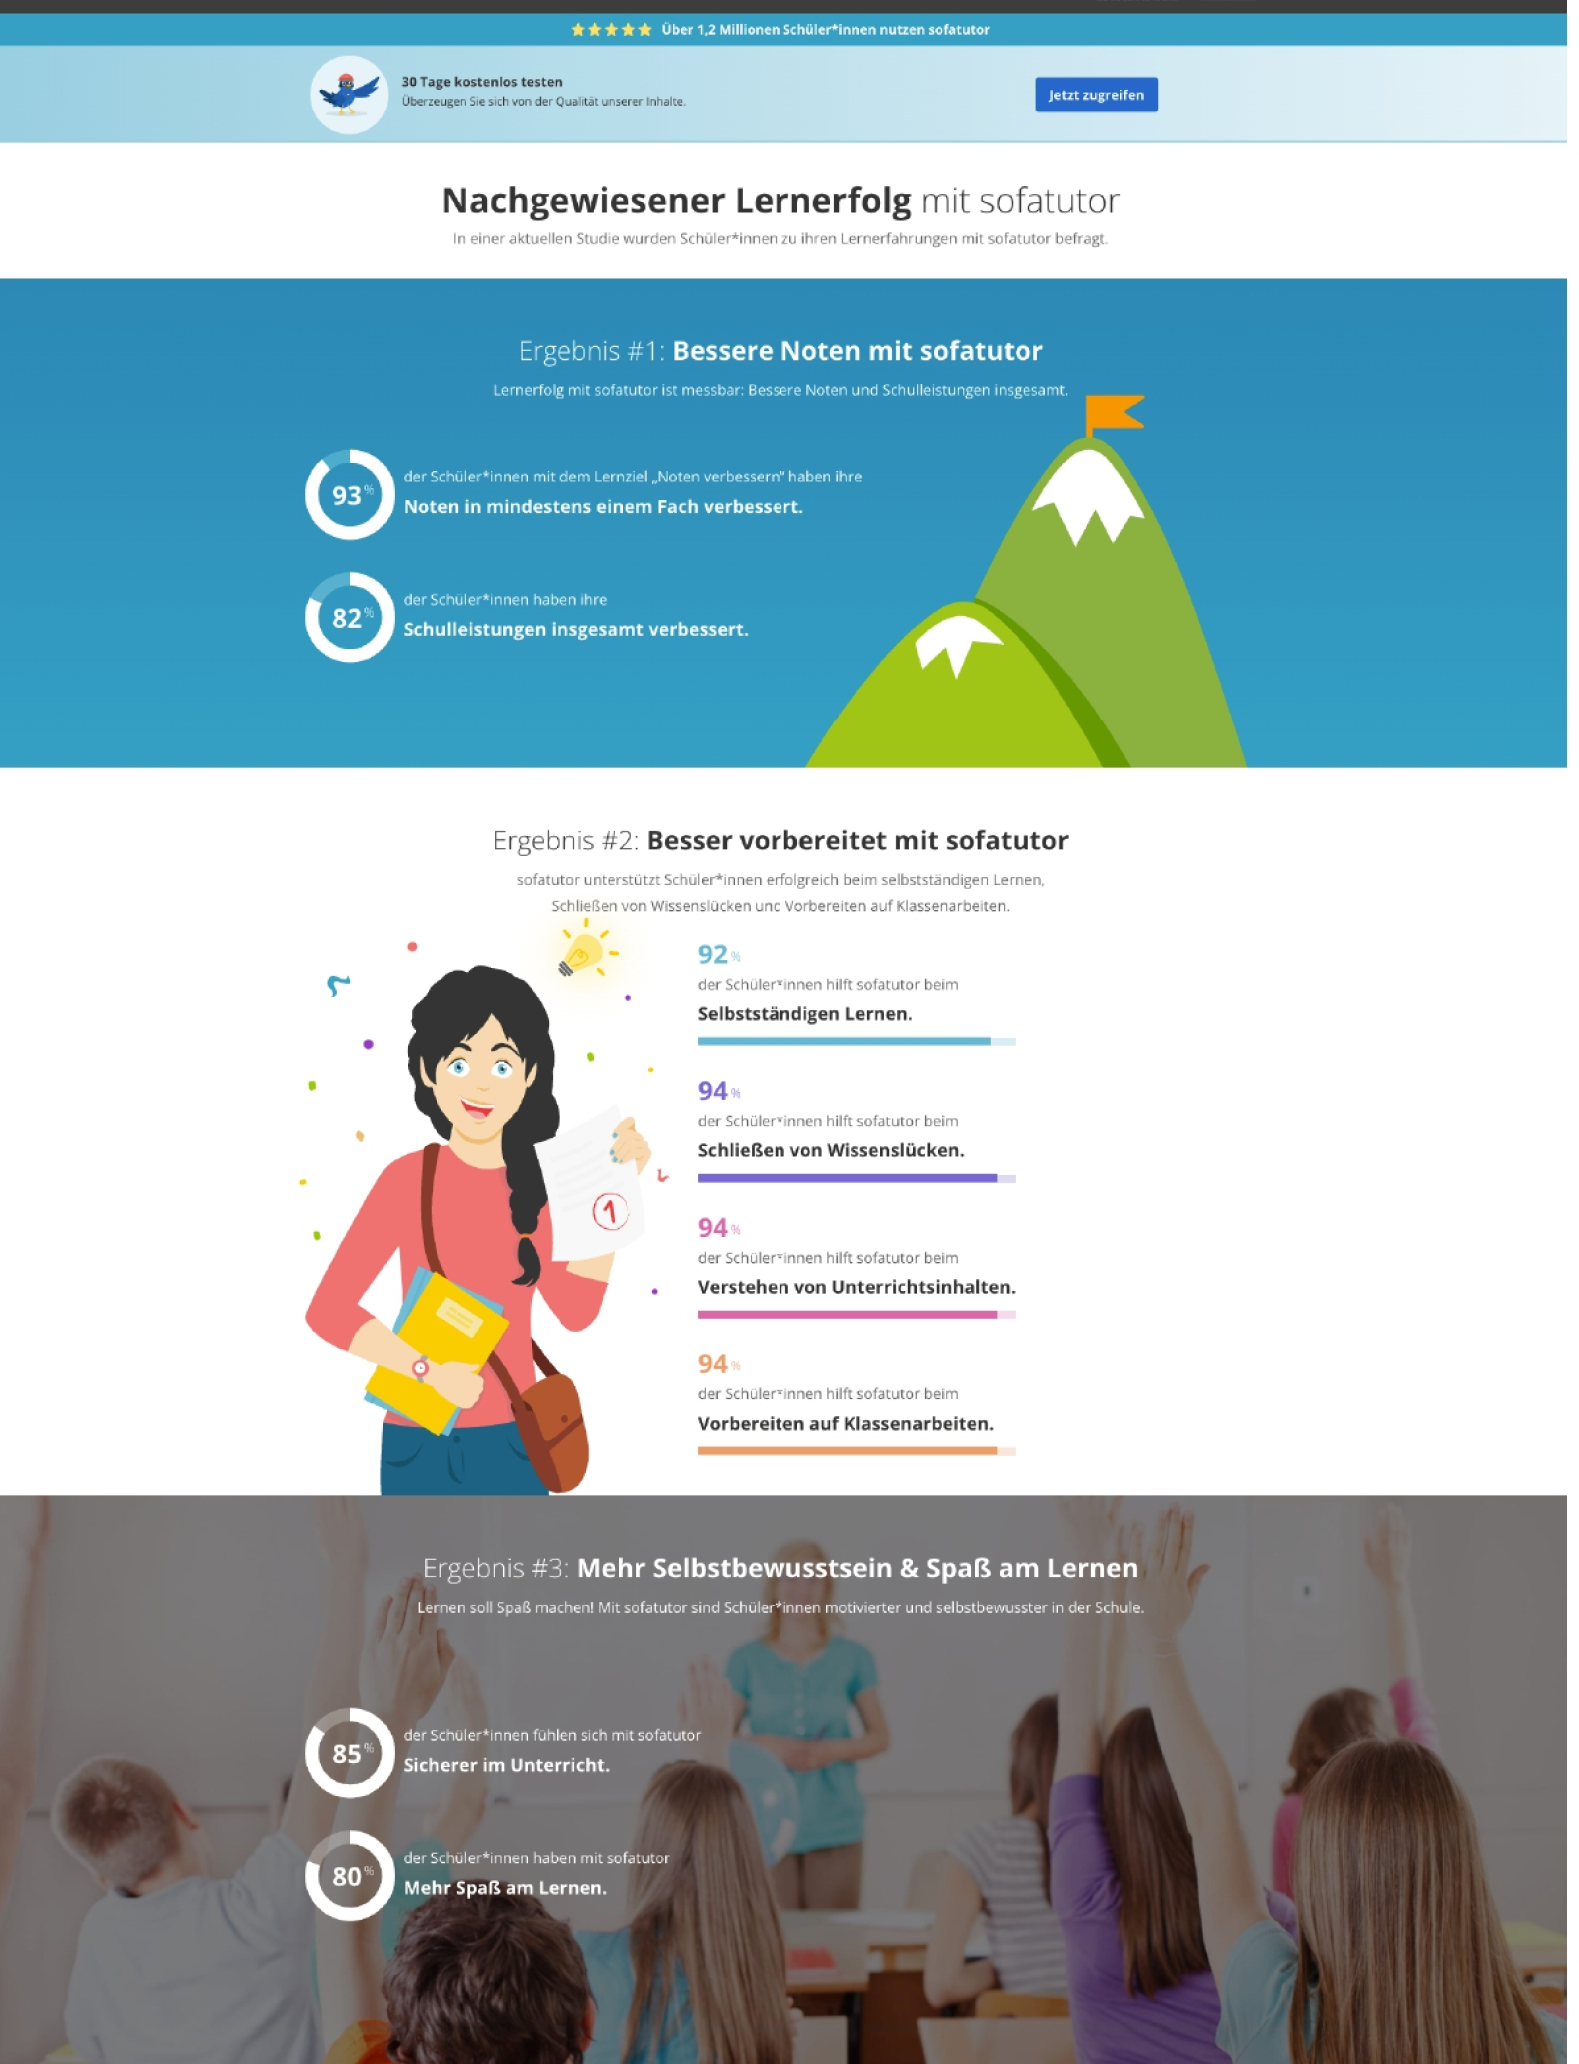 Über 1,2 Millionen Schüler*innen nutzen sofatutor
30 Tage kostenlos testen
Überzeugen Sie sich von der Qualität unserer Inhalte.
Jetzt zugreifen
Nachgewiesener Lernerfolg mit sofatutor
In einer aktuellen Studie wurden Schüler*innen zu ihren Lernerfahrungen mit sofatutor befragt.
Ergebnis #1: Bessere Noten mit sofatutor
Lernerfolg mit sofatutor ist messbar: Bessere Noten und Schulleistungen insgesamt.
93 %
der Schüler*innen mit dem Lernziel „Noten verbessern“ haben ihre
Noten in mindestens einem Fach verbessert.
82 %
der Schüler*innen haben ihre
Schulleistungen insgesamt verbessert.
Ergebnis #2: Besser vorbereitet mit sofatutor
sofatutor unterstützt Schüler*innen erfolgreich beim selbstständigen Lernen,
Schließen von Wissenslücken und Vorbereiten auf Klassenarbeiten.
92 %
der Schüler*innen hilft sofatutor beim
Selbstständigen Lernen.
94 %
der Schüler*innen hilft sofatutor beim
Schließen von Wissenslücken.
1
94 %
der Schüler*innen hilft sofatutor beim
Verstehen von Unterrichtsinhalten.
94 %
der Schüler*innen hilft sofatutor beim
Vorbereiten auf Klassenarbeiten.
Ergebnis #3: Mehr Selbstbewusstsein & Spaß am Lernen
Lernen soll Spaß machen! Mit sofatutor sind Schüler*innen motivierter und selbstbewusster in der Schule.
85 %
der Schüler*innen fühlen sich mit sofatutor
Sicherer im Unterricht.
80 %
der Schüler*innen haben mit sofatutor
Mehr Spaß am Lernen.